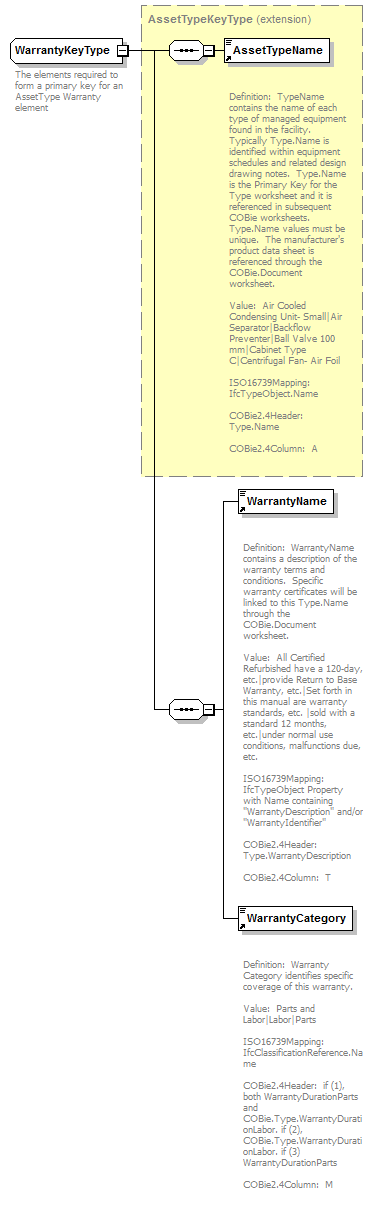 AssetTypeKeyType (extension)
WarrantyKeyType
The elements required to
form a primary key for an
AssetType Warranty
element
AssetTypeName
Definition: TypeName
contains the name of each
type of managed equipment
found in the facility.
Typically Type.Name is
identified within equipment
schedules and related design
drawing notes. Type.Name
is the Primary Key for the
Type worksheet and it is
referenced in subsequent
COBie worksheets.
Type.Name values must be
unique. The manufacturer's
product data sheet is
referenced through the
COBie.Document
worksheet.
Value: Air Cooled
Condensing Unit- Small|Air
Separator|Backflow
Preventer|Ball Valve 100
mm|Cabinet Type
C|Centrifugal Fan- Air Foil
ISO16739Mapping:
IfcTypeObject.Name
COBie2.4Header:
Type.Name
COBie2.4Column: A
WarrantyName
Definition: WarrantyName
contains a description of the
warranty terms and
conditions. Specific
warranty certificates will be
linked to this Type.Name
through the
COBie.Document
worksheet.
Value: All Certified
Refurbished have a 120-day,
etc.|provide Return to Base
Warranty, etc.|Set forth in
this manual are warranty
standards, etc. |sold with a
standard 12 months,
etc.|under normal use
conditions, malfunctions due,
etc.
ISO16739Mapping:
IfcTypeObject Property
with Name containing
"WarrantyDescription" and/or
"WarrantyIdentifier"
COBie2.4Header:
Type.WarrantyDescription
COBie2.4Column: T
WarrantyCategory
Definition: Warranty
Category identifies specific
coverage of this warranty.
Value: Parts and
Labor|Labor|Parts
ISO16739Mapping:
IfcClassificationReference.Na
me
COBie2.4Header: if (1),
both WarrantyDurationParts
and
COBie.Type.WarrantyDurati
onLabor. if (2),
COBie.Type.WarrantyDurati
onLabor. if (3)
WarrantyDurationParts
COBie2.4Column: M